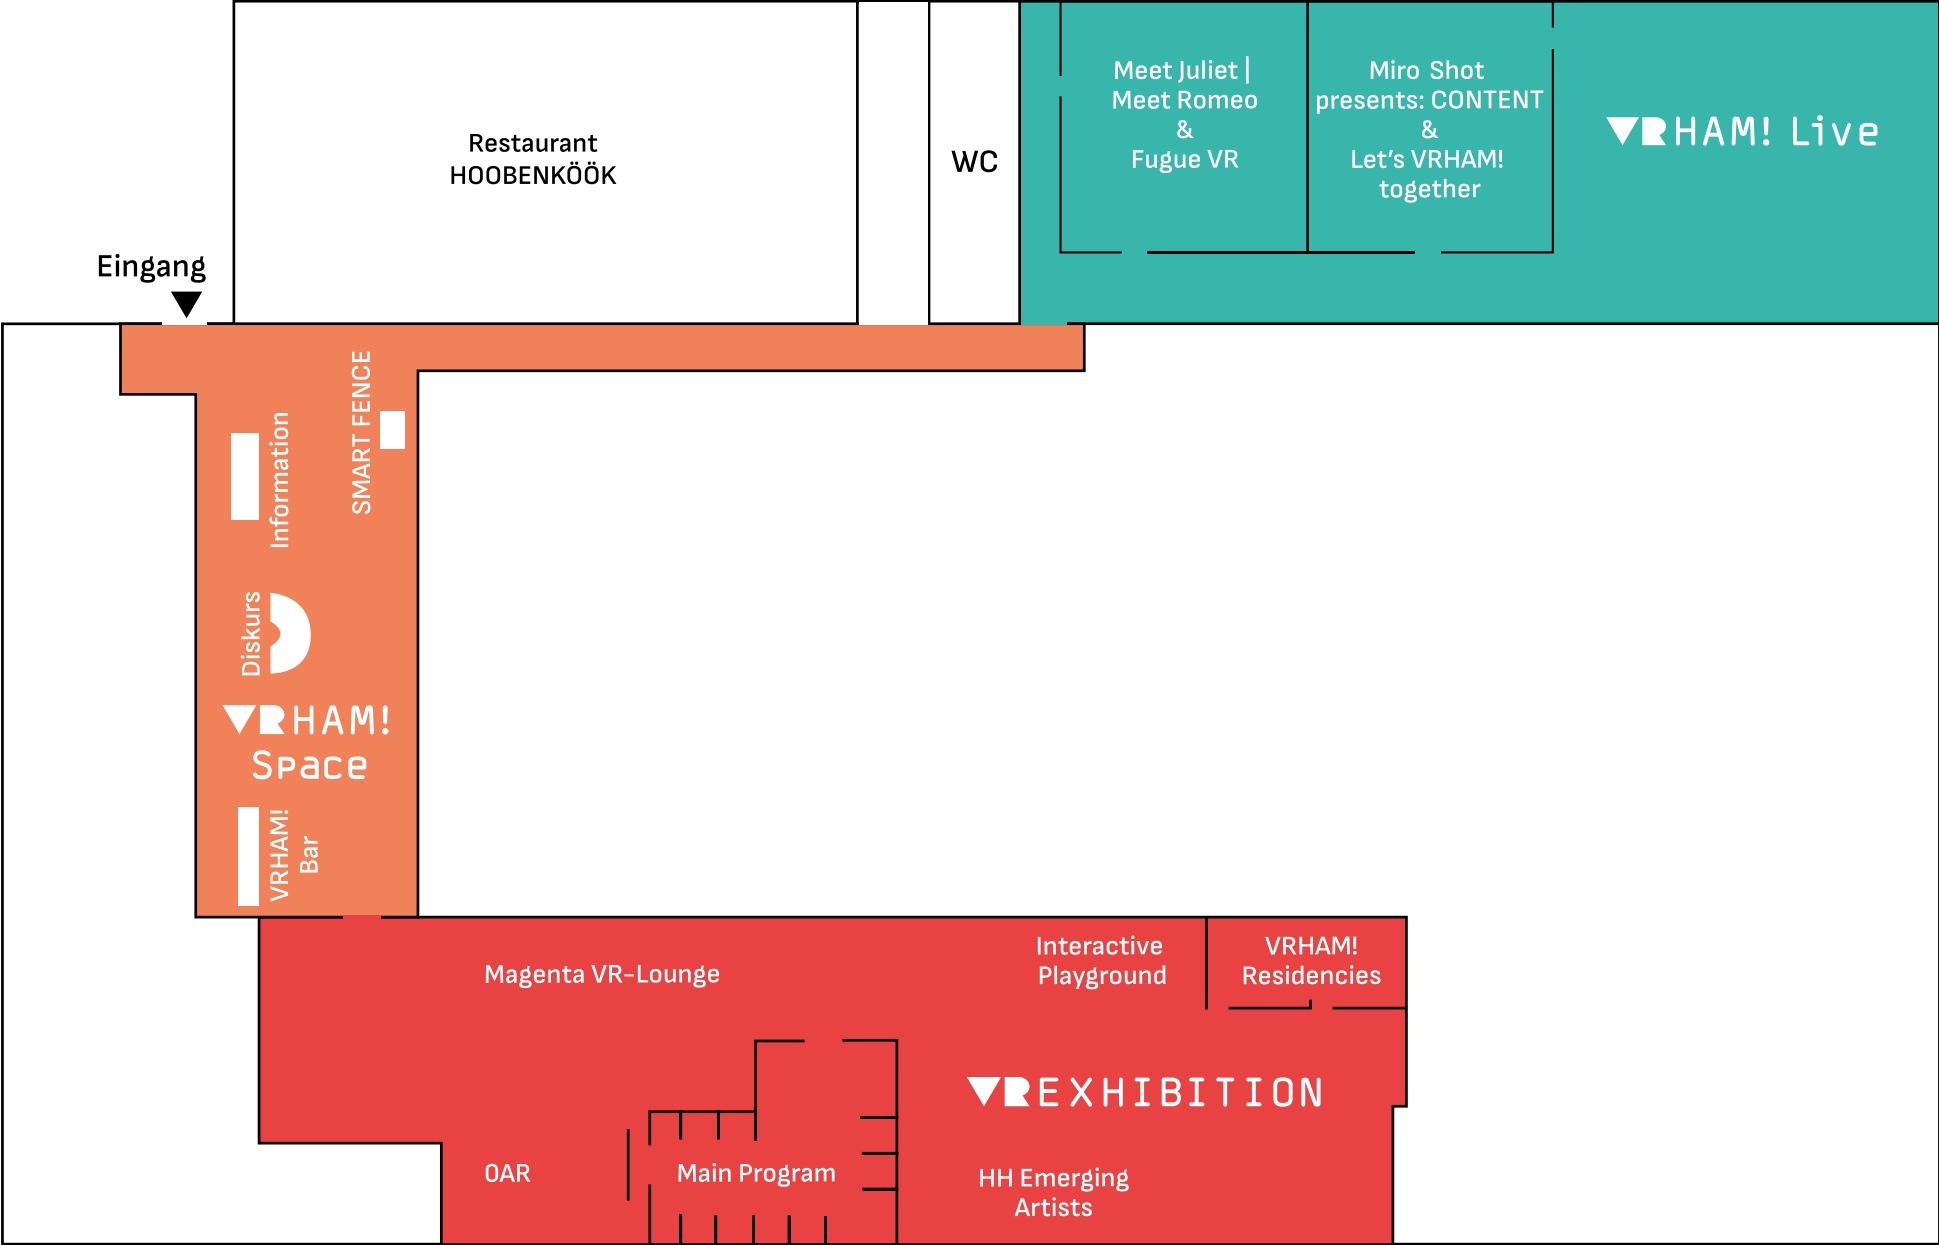 Restaurant
HOOBENKÖÖK
WC
Meet Juliet |
Meet Romeo
&
Fugue VR
Miro Shot
presents: CONTENT
&
Let's VRHAM!
together
VRHAM! Live
Eingang
SMART FENCE
Information
Diskurs
VRHAM!
Space
VRHAM!
Bar
Magenta VR-Lounge
Interactive
Playground
VRHAM!
Residencies
VREXHIBITION
OAR
Main Program
HH Emerging
Artists